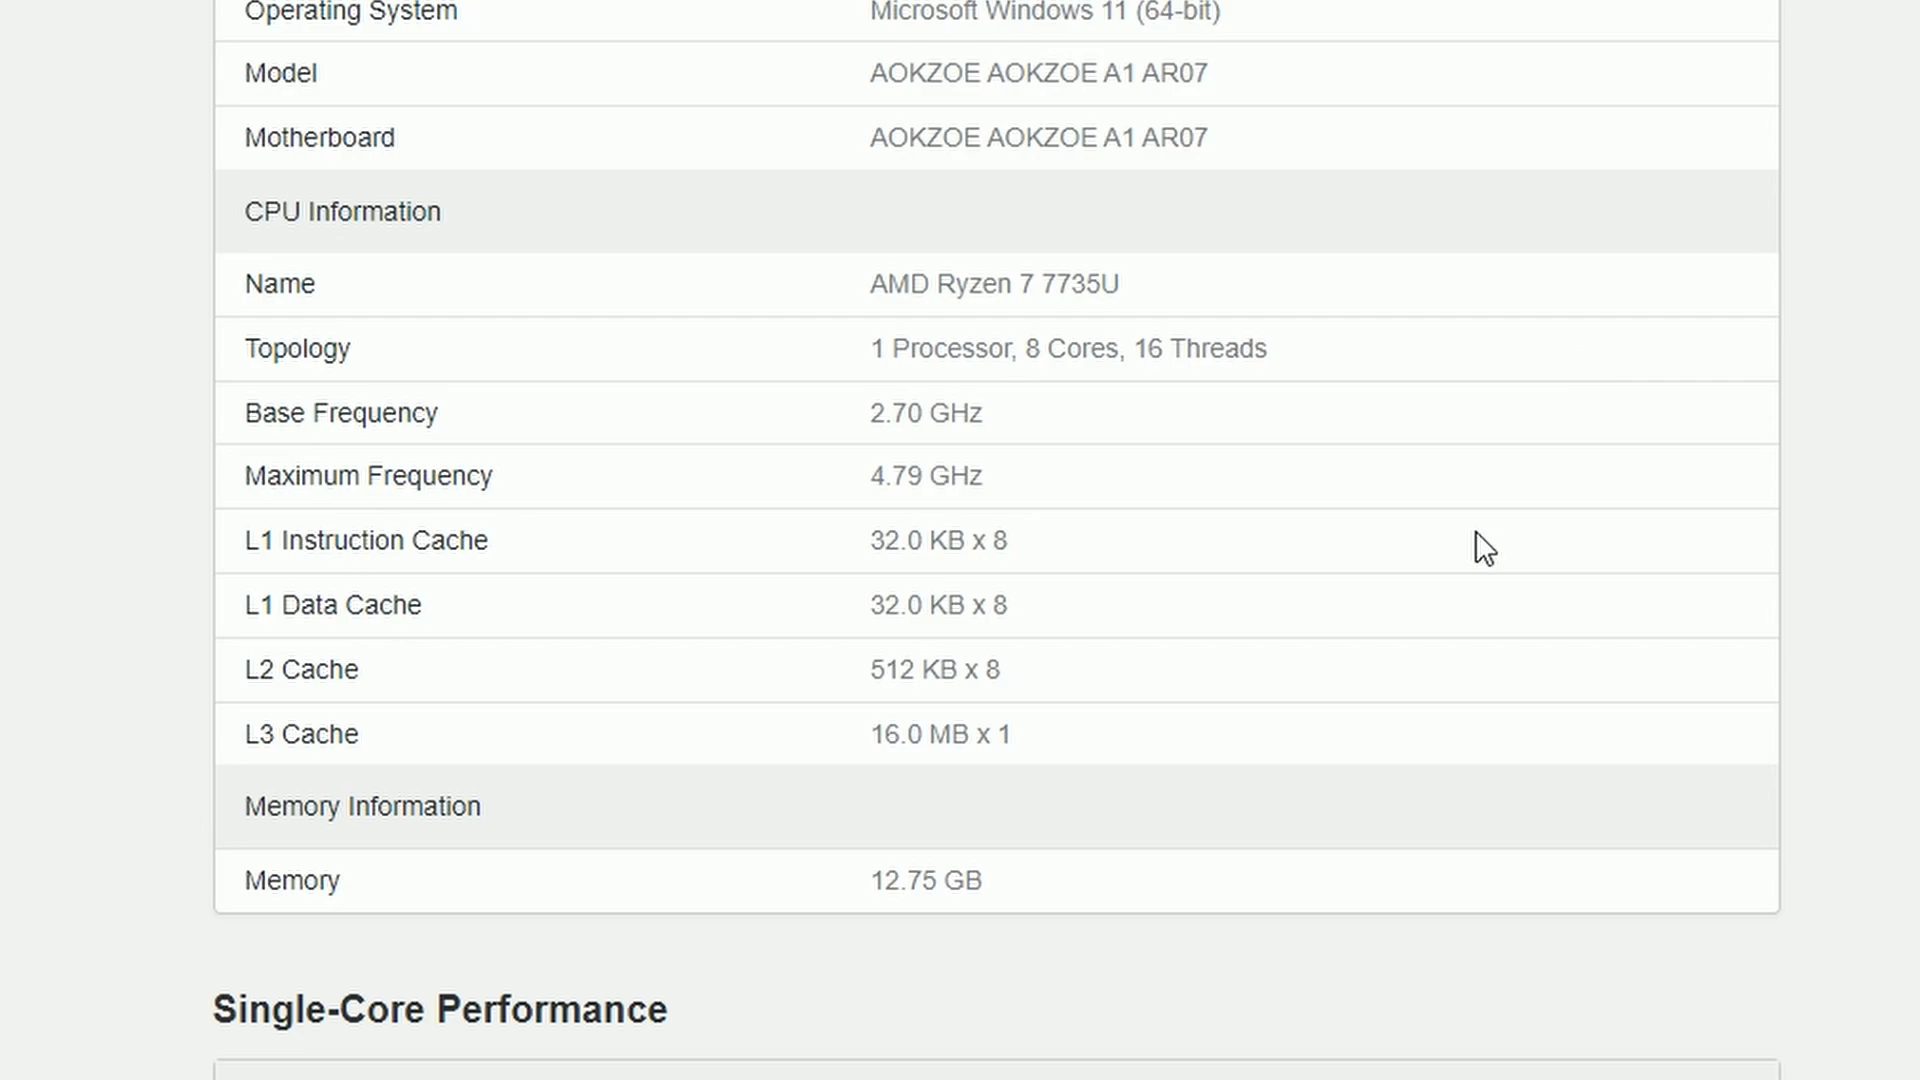 Operating System Microsoft Windows 11 (64-bit)
Model AOKZOE AOKZOE A1 AR07
Motherboard AOKZOE AOKZOE A1 AR07
CPU Information
Name AMD Ryzen 7 7735U
Topology 1 Processor, 8 Cores, 16 Threads
Base Frequency 2.70 GHz
Maximum Frequency 4.79 GHz
L1 Instruction Cache 32.0 KB x 8
L1 Data Cache 32.0 KB x 8
L2 Cache 512 KB x 8
L3 Cache 16.0 MB x 1
Memory Information
Memory 12.75 GB
Single-Core Performance